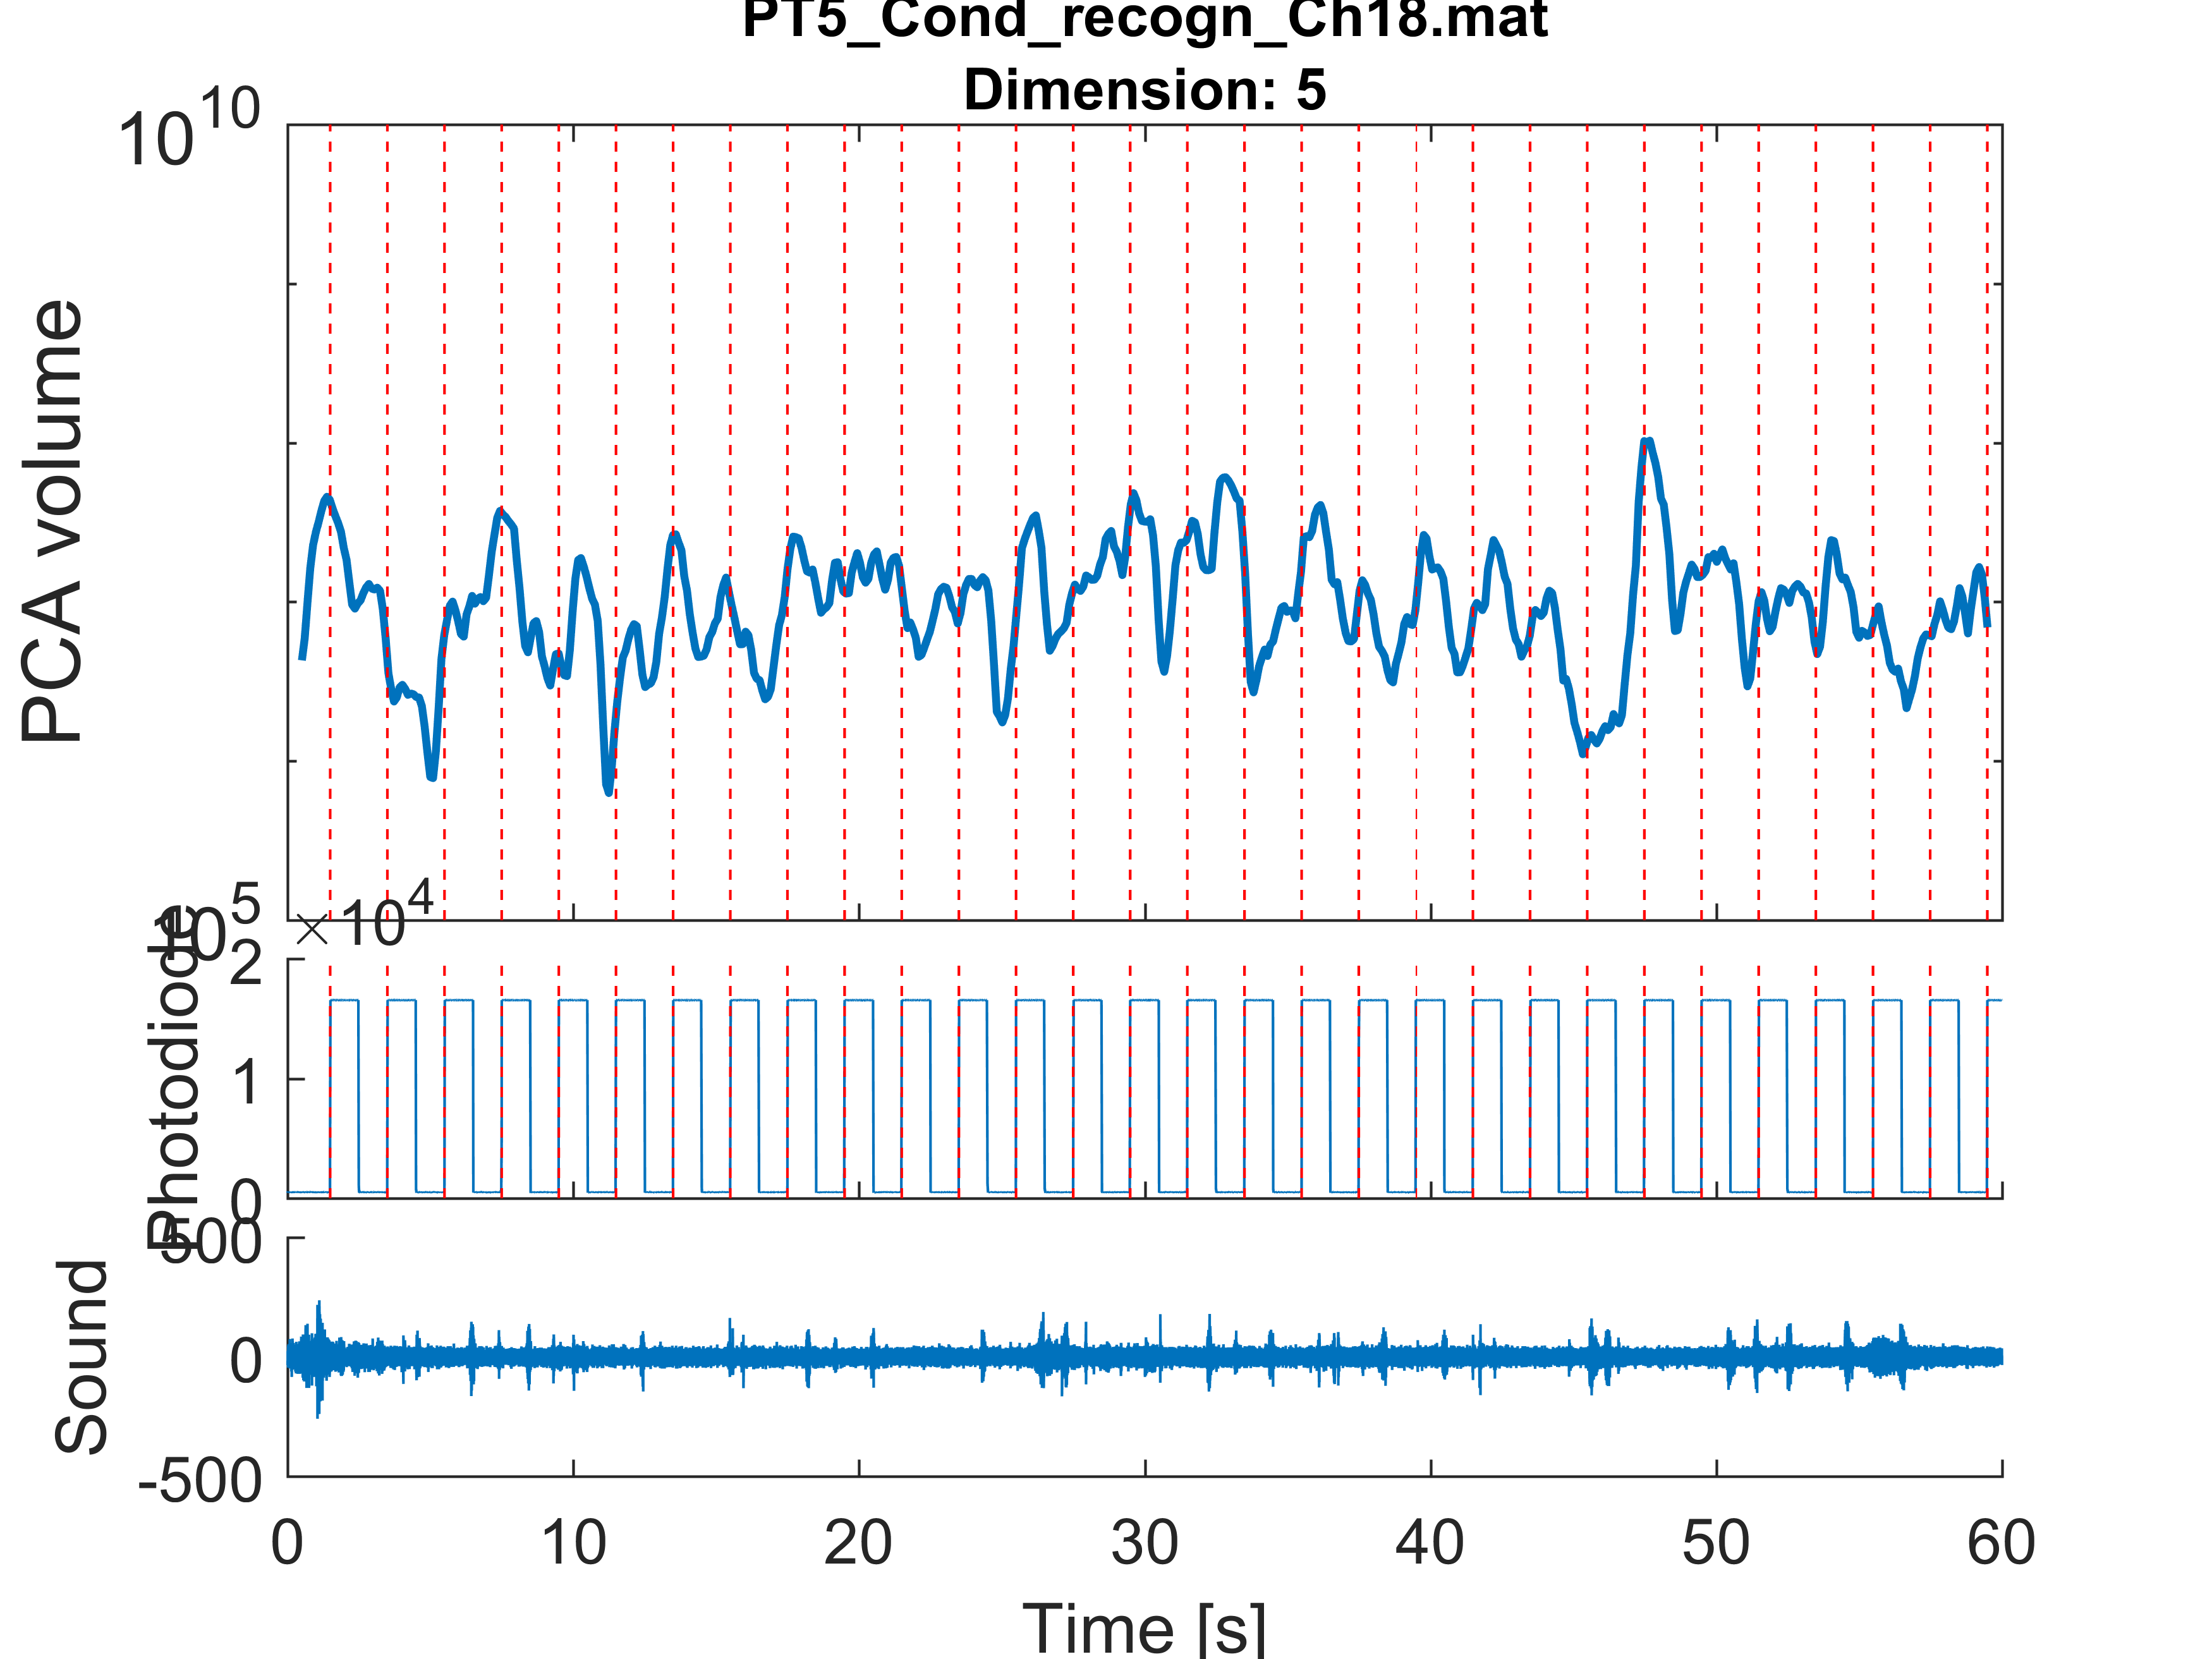 PT5_Cond_recogn_Ch18.mat
Dimension: 5
10^10
PCA volume
10^5
×10^4
2
1
0
Photodiode
500
0
-500
Sound
0 10 20 30 40 50 60
Time [s]